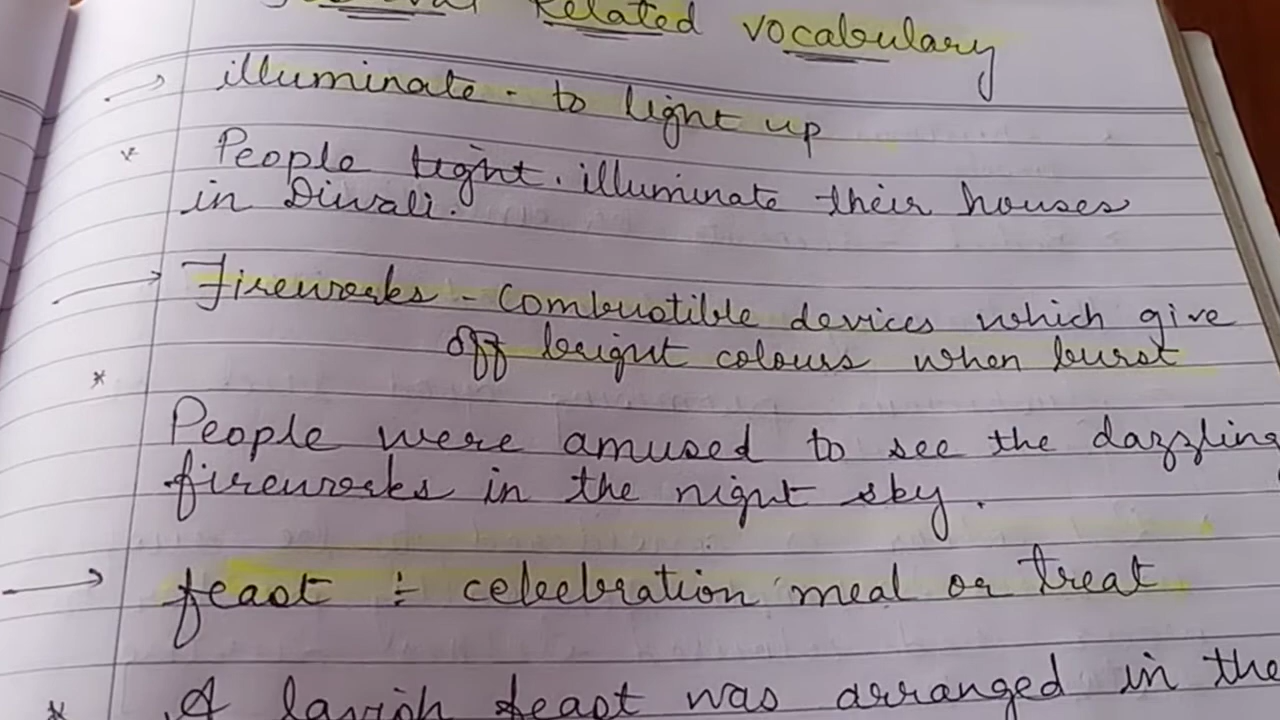 Related vocabulary
illuminate - to light up
People light. illuminate their houses
in Diwali.
Fireworks - combustible devices which give
off bright colours when burst
People were amused to see the dazzling
fireworks in the night sky.
feast ÷ celeebration meal or treat
A lavish feast was arranged in the